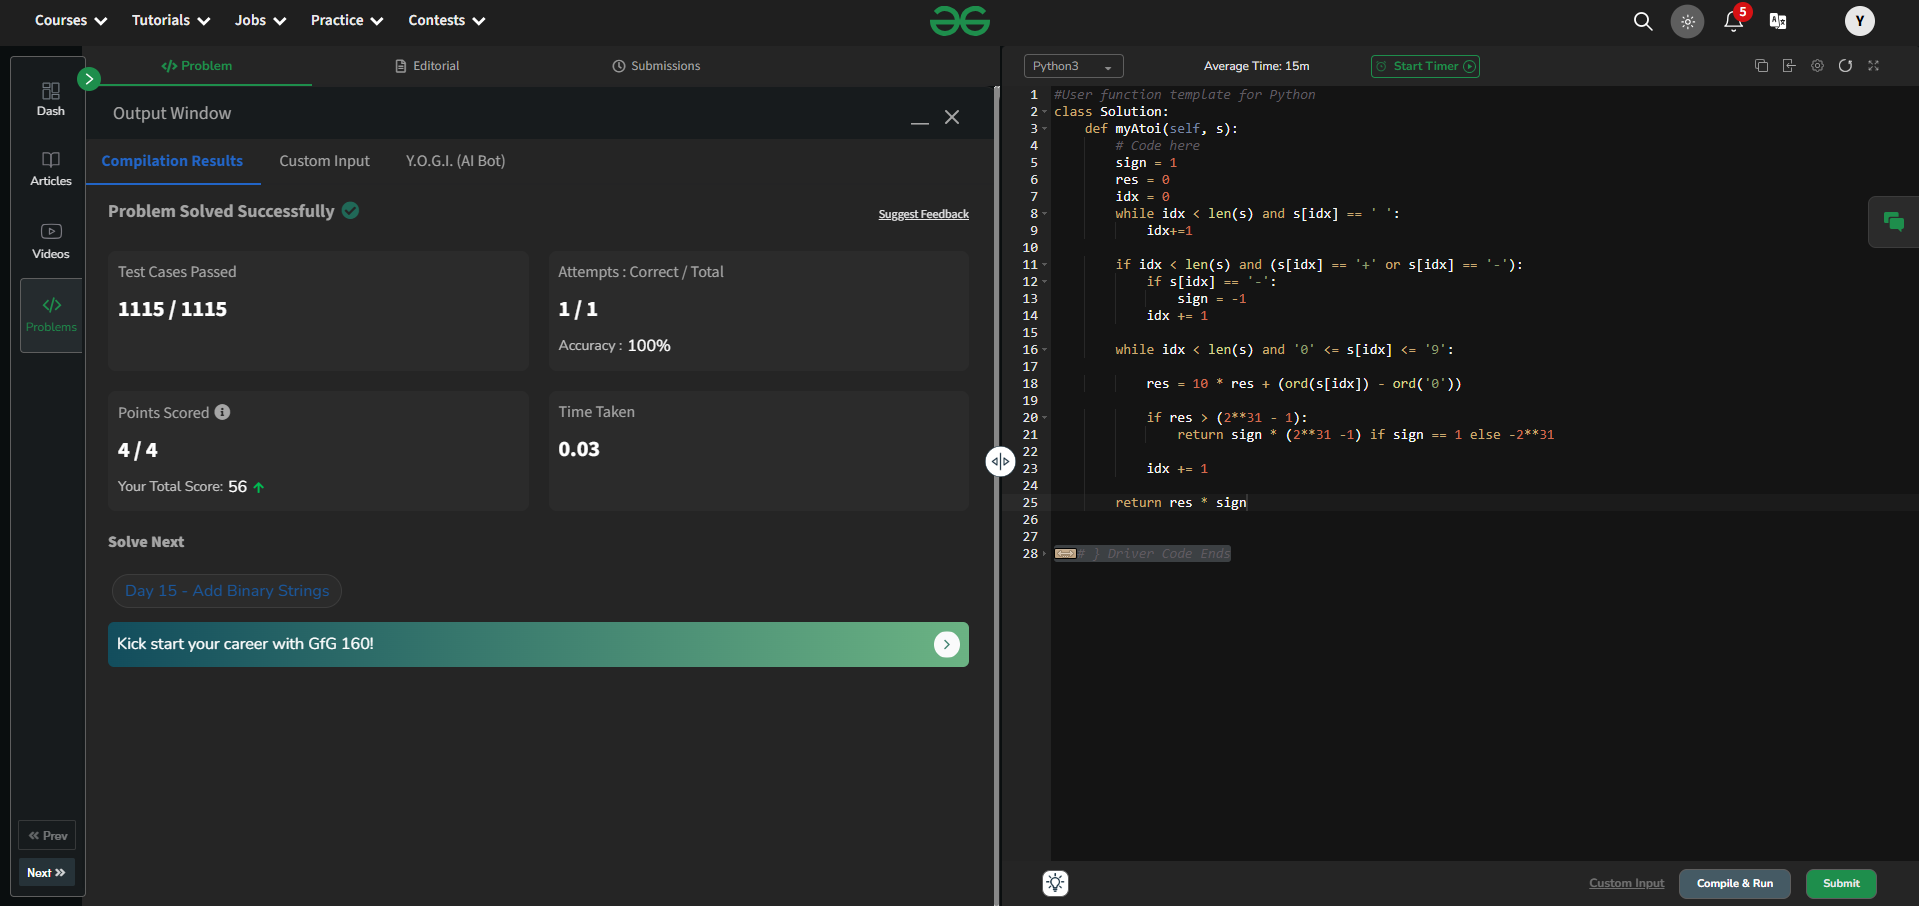 Courses Tutorials Jobs Practice Contests
5
Y
Dash
Articles
Videos
Problems
Prev
Next
Problem Editorial Submissions
Output Window
Compilation Results Custom Input Y.O.G.I. (AI Bot)
Problem Solved Successfully
Suggest Feedback
Test Cases Passed
1115 / 1115
Attempts : Correct / Total
1 / 1
Accuracy : 100%
Points Scored
4 / 4
Your Total Score: 56
Time Taken
0.03
Solve Next
Day 15 - Add Binary Strings
Kick start your career with GfG 160!
Python3 Average Time: 15m Start Timer
1 #User function template for Python
2 class Solution:
3 def myAtoi(self, s):
4 # Code here
5 sign = 1
6 res = 0
7 idx = 0
8 while idx < len(s) and s[idx] == ' ':
9 idx+=1
10
11 if idx < len(s) and (s[idx] == '+' or s[idx] == '-'):
12 if s[idx] == '-':
13 sign = -1
14 idx += 1
15
16 while idx < len(s) and '0' <= s[idx] <= '9':
17
18 res = 10 * res + (ord(s[idx]) - ord('0'))
19
20 if res > (2**31 - 1):
21 return sign * (2**31 -1) if sign == 1 else -2**31
22
23 idx += 1
24
25 return res * sign
26
27
28 # } Driver Code Ends
Custom Input Compile & Run Submit